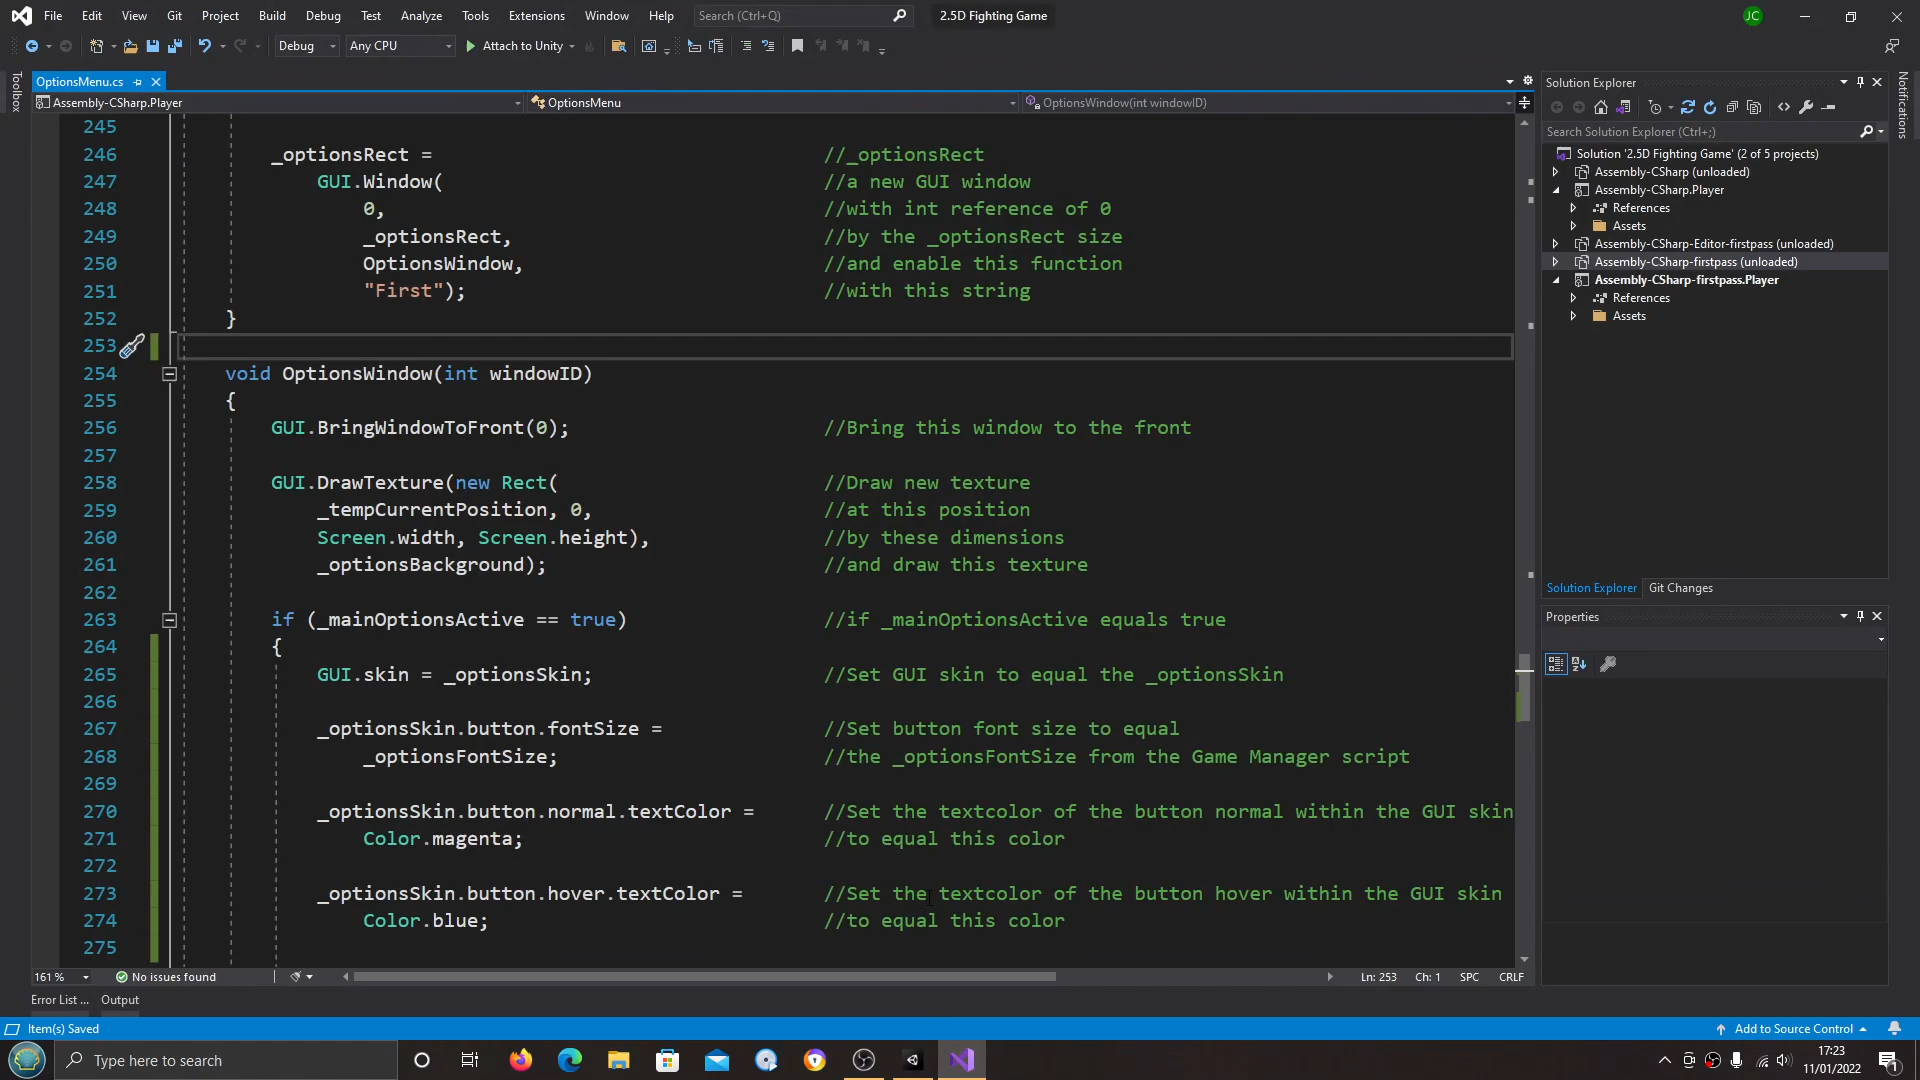 File Edit View Git Project Build Debug Test Analyze Tools Extensions Window Help Search (Ctrl+Q) 2.5D Fighting Game JC
Debug Any CPU Attach to Unity
Toolbox
OptionsMenu.cs
Assembly-CSharp.Player OptionsMenu OptionsWindow(int windowID)
245
246 _optionsRect = //_optionsRect
247 GUI.Window( //a new GUI window
248 0, //with int reference of 0
249 _optionsRect, //by the _optionsRect size
250 OptionsWindow, //and enable this function
251 "First"); //with this string
252 }
253
254 void OptionsWindow(int windowID)
255 {
256 GUI.BringWindowToFront(0); //Bring this window to the front
257
258 GUI.DrawTexture(new Rect( //Draw new texture
259 _tempCurrentPosition, 0, //at this position
260 Screen.width, Screen.height), //by these dimensions
261 _optionsBackground); //and draw this texture
262
263 if (_mainOptionsActive == true) //if _mainOptionsActive equals true
264 {
265 GUI.skin = _optionsSkin; //Set GUI skin to equal the _optionsSkin
266
267 _optionsSkin.button.fontSize = //Set button font size to equal
268 _optionsFontSize; //the _optionsFontSize from the Game Manager script
269
270 _optionsSkin.button.normal.textColor = //Set the textcolor of the button normal within the GUI skin
271 Color.magenta; //to equal this color
272
273 _optionsSkin.button.hover.textColor = //Set the textcolor of the button hover within the GUI skin
274 Color.blue; //to equal this color
275
161 % No issues found Ln: 253 Ch: 1 SPC CRLF
Error List ... Output
Solution Explorer
Search Solution Explorer (Ctrl+;)
Solution '2.5D Fighting Game' (2 of 5 projects)
Assembly-CSharp (unloaded)
Assembly-CSharp.Player
References
Assets
Assembly-CSharp-Editor-firstpass (unloaded)
Assembly-CSharp-firstpass (unloaded)
Assembly-CSharp-firstpass.Player
References
Assets
Solution Explorer Git Changes
Properties
Notifications
Item(s) Saved Add to Source Control
Type here to search
17:23
11/01/2022
1